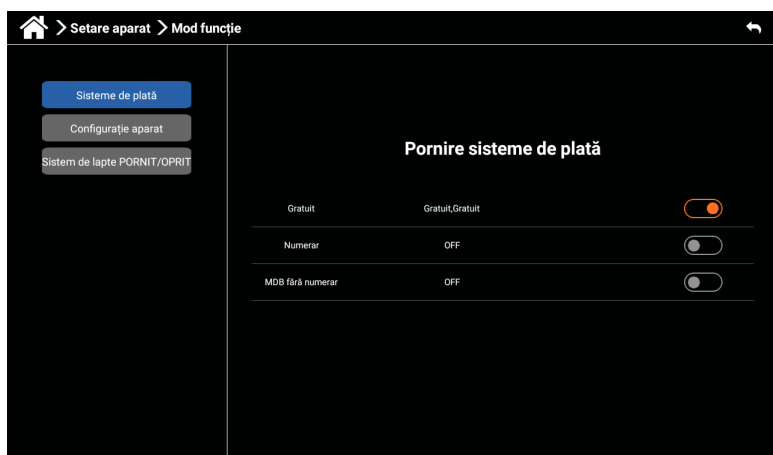 Setare aparat Mod funcție
Sisteme de plată
Configurație aparat
Sistem de lapte PORNIT/OPRIT
Pornire sisteme de plată
Gratuit Gratuit,Gratuit
Numerar OFF
MDB fără numerar OFF